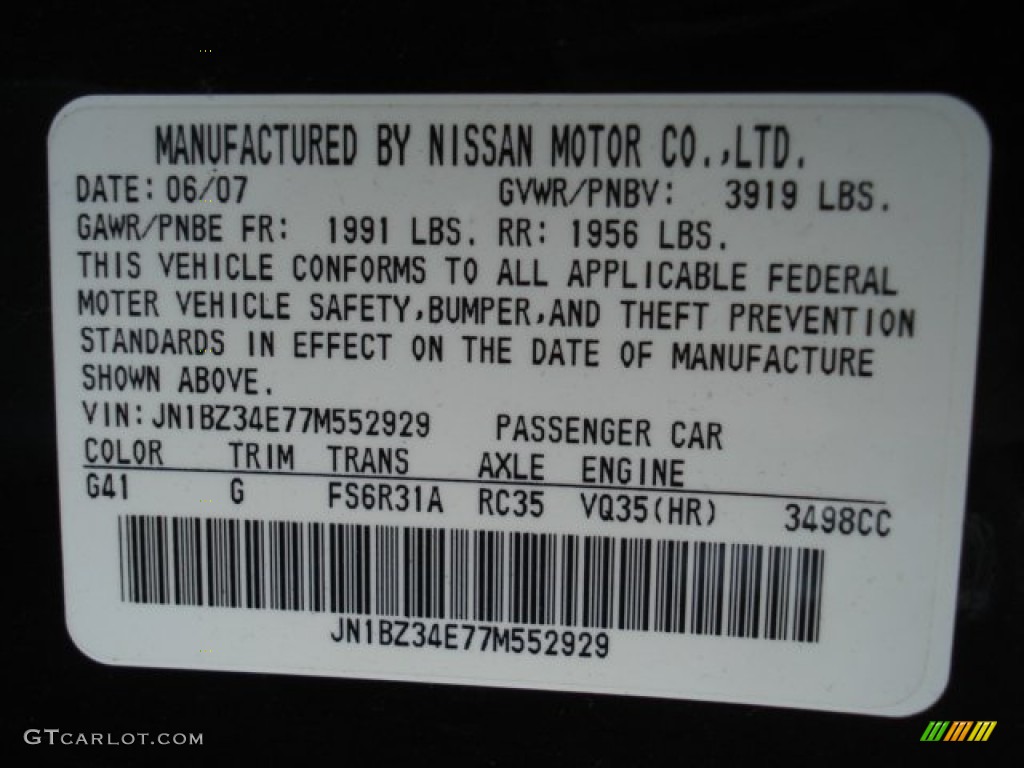 MANUFACTURED BY NISSAN MOTOR CO.,LTD.
DATE: 06/07 GVWR/PNBV: 3919 LBS.
GAWR/PNBE FR: 1991 LBS. RR: 1956 LBS.
THIS VEHICLE CONFORMS TO ALL APPLICABLE FEDERAL
MOTER VEHICLE SAFETY,BUMPER,AND THEFT PREVENTION
STANDARDS IN EFFECT ON THE DATE OF MANUFACTURE
SHOWN ABOVE.
VIN:JN1BZ34E77M552929 PASSENGER CAR
COLOR TRIM TRANS AXLE ENGINE
G41 G FS6R31A RC35 VQ35(HR) 3498CC
JN1BZ34E77M552929
GTCARLOT.COM